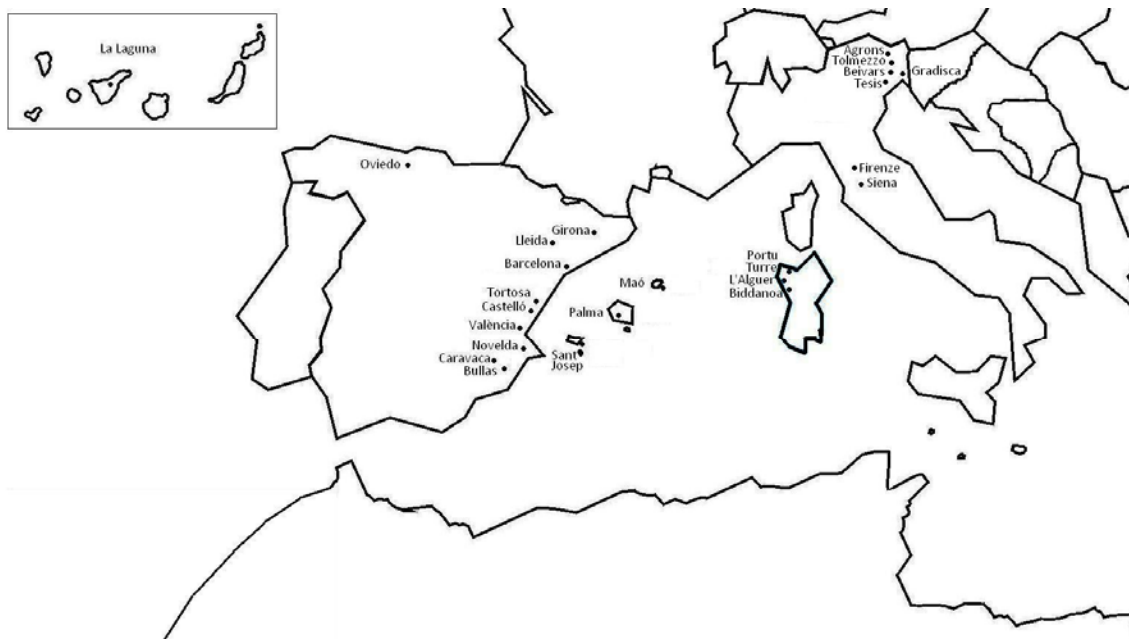 La Laguna
Agrons
Tolmezzo
Beivars
Gradisca
Tesis
Oviedo
Firenze
Siena
Girona
Lleida
Barcelona
Portu
Turre
L'Alguer
Biddanoa
Maó
Tortosa
Castelló
Palma
València
Novelda
Caravaca
Bullas
Sant
Josep